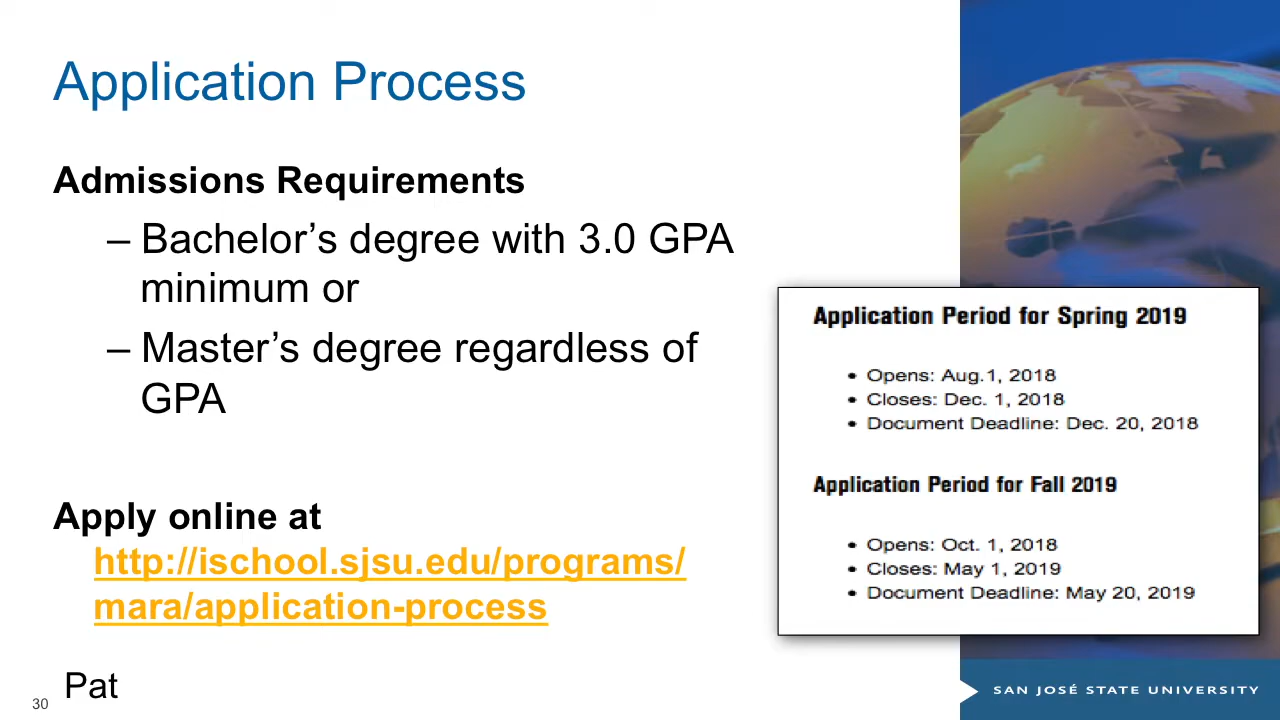 Application Process
Admissions Requirements
– Bachelor’s degree with 3.0 GPA
minimum or
– Master’s degree regardless of
GPA
Apply online at
http://ischool.sjsu.edu/programs/
mara/application-process
Pat
30
Application Period for Spring 2019
• Opens: Aug.1, 2018
• Closes: Dec. 1, 2018
• Document Deadline: Dec. 20, 2018
Application Period for Fall 2019
• Opens: Oct. 1, 2018
• Closes: May 1, 2019
• Document Deadline: May 20, 2019
SAN JOSÉ STATE UNIVERSITY